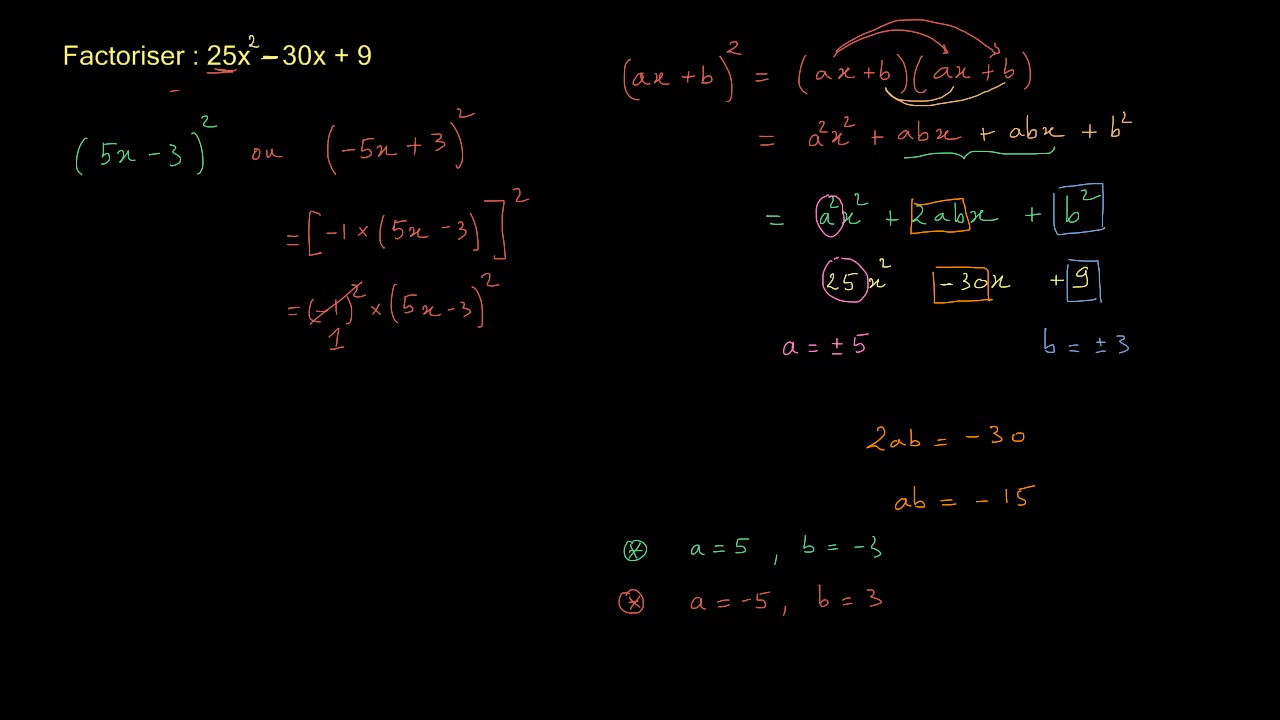 Factoriser : 25x² - 30x + 9
(5x - 3)² ou (-5x + 3)²
= [-1 × (5x - 3)]²
= (-1)² × (5x - 3)²
1
(ax + b)² = (ax + b)(ax + b)
= a²x² + abx + abx + b²
= a²x² + 2abx + b²
25x² - 30x + 9
a = ± 5 b = ± 3
2ab = - 30
ab = - 15
* a = 5 , b = -3
* a = -5 , b = 3